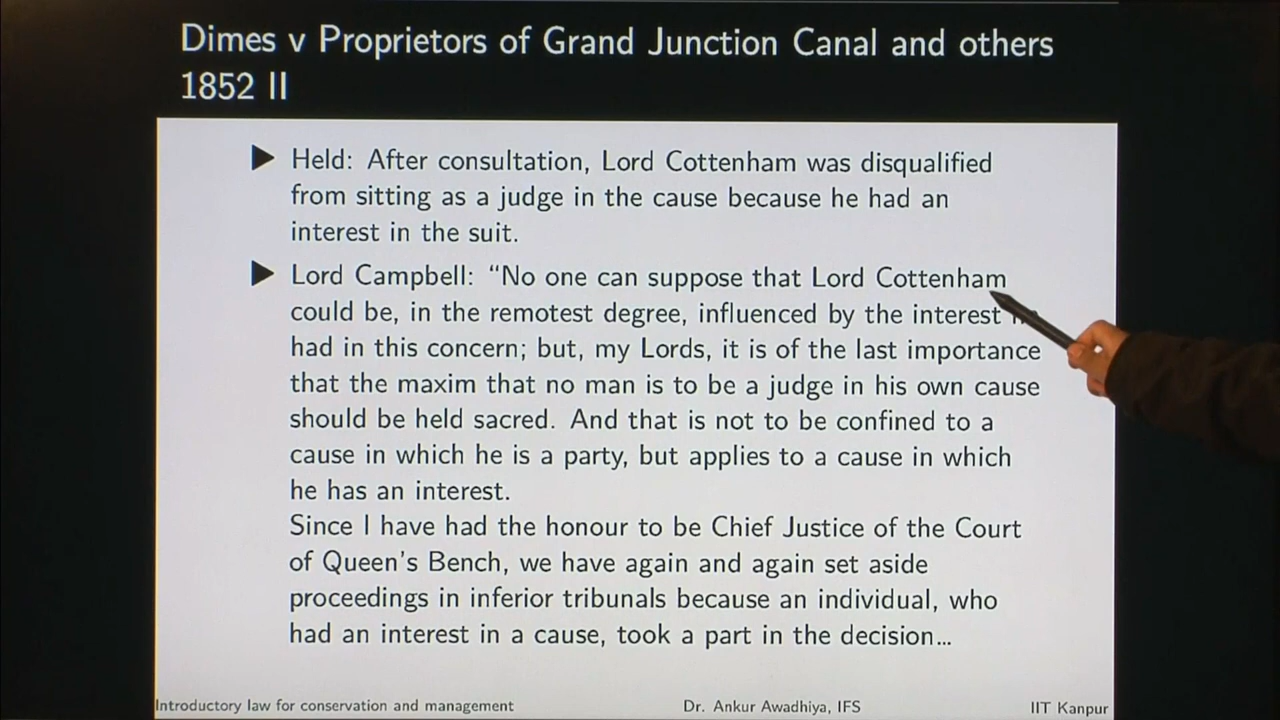 Dimes v Proprietors of Grand Junction Canal and others
1852 II
Held: After consultation, Lord Cottenham was disqualified
from sitting as a judge in the cause because he had an
interest in the suit.
Lord Campbell: “No one can suppose that Lord Cottenham
could be, in the remotest degree, influenced by the interest
had in this concern; but, my Lords, it is of the last importance
that the maxim that no man is to be a judge in his own cause
should be held sacred. And that is not to be confined to a
cause in which he is a party, but applies to a cause in which
he has an interest.
Since I have had the honour to be Chief Justice of the Court
of Queen's Bench, we have again and again set aside
proceedings in inferior tribunals because an individual, who
had an interest in a cause, took a part in the decision...
Introductory law for conservation and management Dr. Ankur Awadhiya, IFS IIT Kanpur